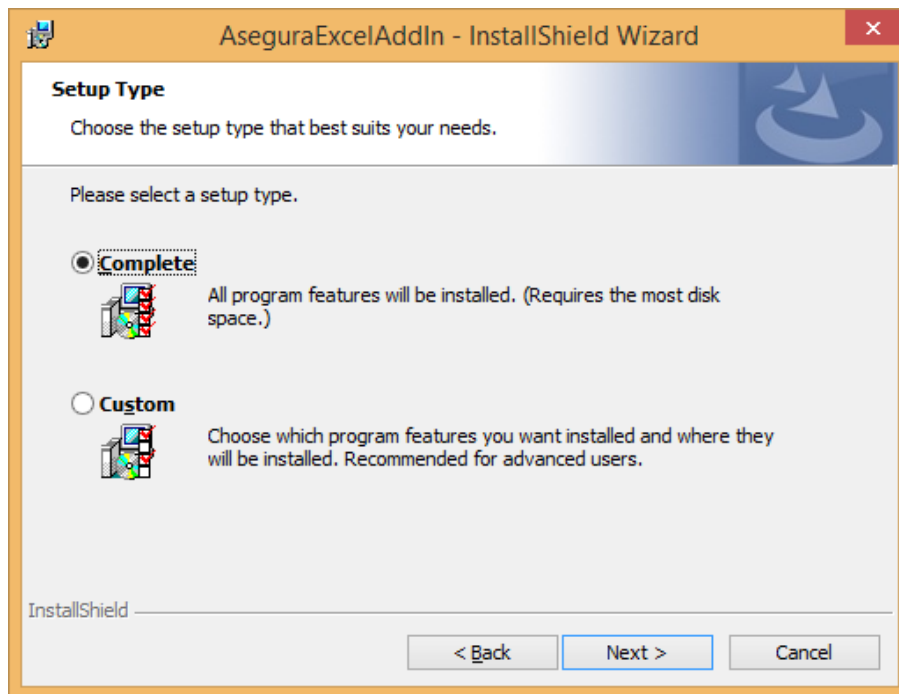 AseguraExcelAddIn - InstallShield Wizard
Setup Type
Choose the setup type that best suits your needs.
Please select a setup type.
Complete
All program features will be installed. (Requires the most disk
space.)
Custom
Choose which program features you want installed and where they
will be installed. Recommended for advanced users.
InstallShield
< Back
Next >
Cancel